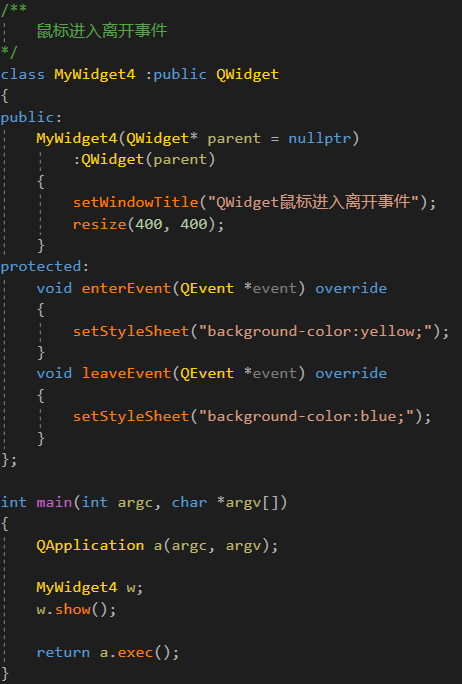 /**
    鼠标进入离开事件
*/
class MyWidget4 :public QWidget
{
public:
    MyWidget4(QWidget* parent = nullptr)
        :QWidget(parent)
    {
        setWindowTitle("QWidget鼠标进入离开事件");
        resize(400, 400);
    }
protected:
    void enterEvent(QEvent *event) override
    {
        setStyleSheet("background-color:yellow;");
    }
    void leaveEvent(QEvent *event) override
    {
        setStyleSheet("background-color:blue;");
    }
};

int main(int argc, char *argv[])
{
    QApplication a(argc, argv);

    MyWidget4 w;
    w.show();

    return a.exec();
}